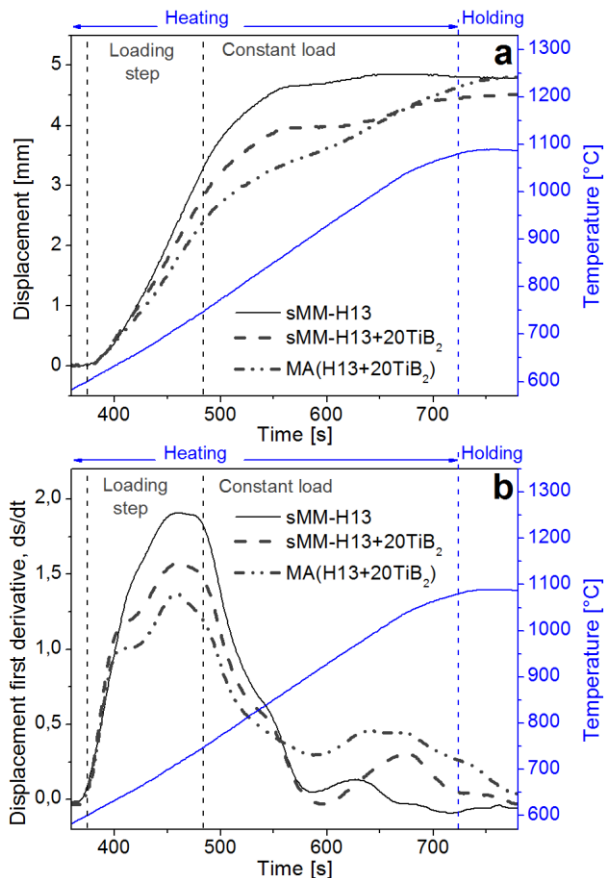 Heating Holding
Loading step Constant load a
5
4
3
2
1
0
Displacement [mm]
1300
1200
1100
1000
900
800
700
600
Temperature [°C]
sMM-H13
sMM-H13+20TiB₂
MA(H13+20TiB₂)
400 500 600 700
Time [s]
Heating Holding
Loading step Constant load b
2,0
1,5
1,0
0,5
0,0
Displacement first derivative, ds/dt
1300
1200
1100
1000
900
800
700
600
Temperature [°C]
sMM-H13
sMM-H13+20TiB₂
MA(H13+20TiB₂)
400 500 600 700
Time [s]